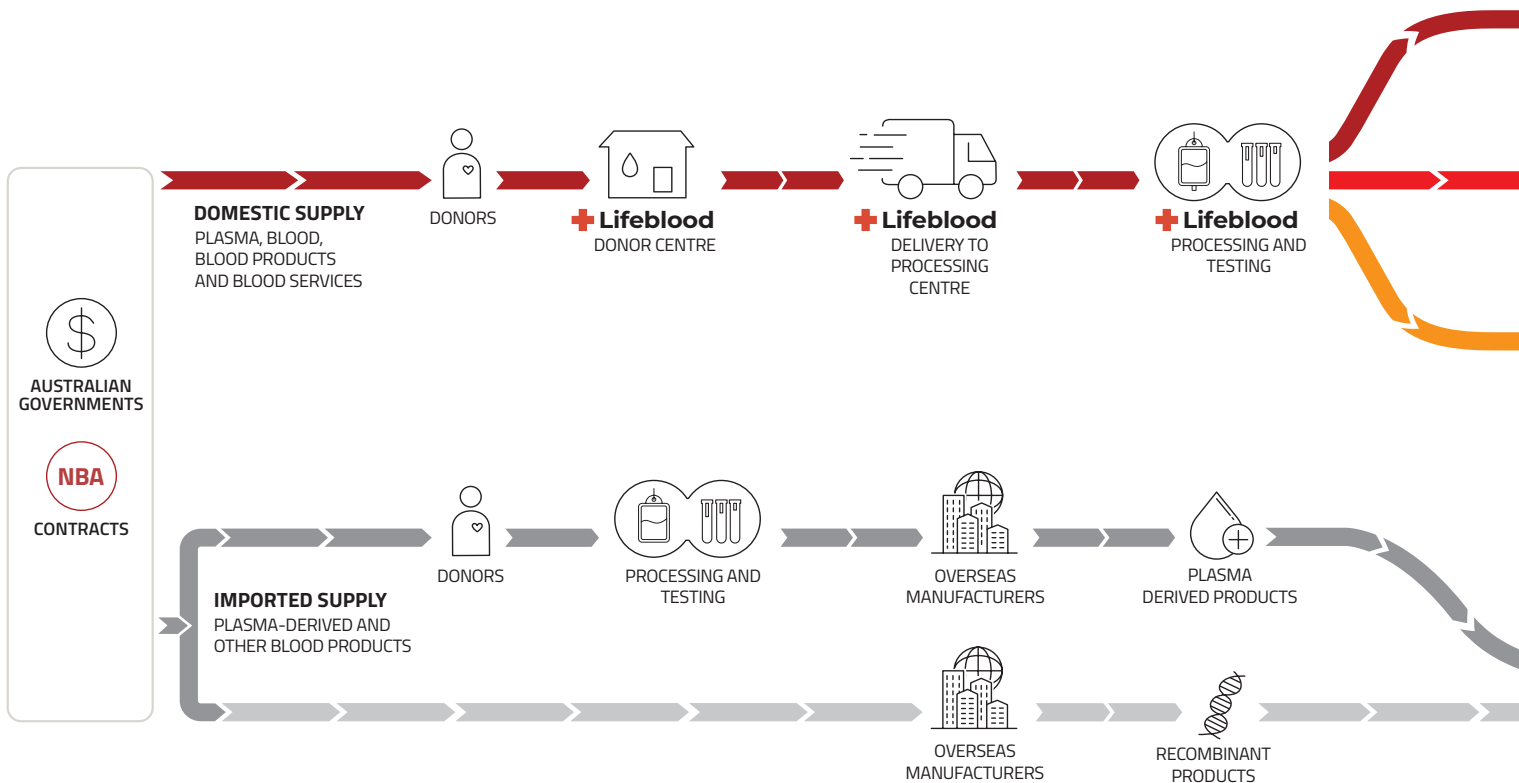 AUSTRALIAN
GOVERNMENTS
NBA
CONTRACTS
DOMESTIC SUPPLY
PLASMA, BLOOD,
BLOOD PRODUCTS
AND BLOOD SERVICES
DONORS
Lifeblood
DONOR CENTRE
Lifeblood
DELIVERY TO
PROCESSING
CENTRE
Lifeblood
PROCESSING AND
TESTING
IMPORTED SUPPLY
PLASMA-DERIVED AND
OTHER BLOOD PRODUCTS
DONORS
PROCESSING AND
TESTING
OVERSEAS
MANUFACTURERS
PLASMA
DERIVED PRODUCTS
OVERSEAS
MANUFACTURERS
RECOMBINANT
PRODUCTS